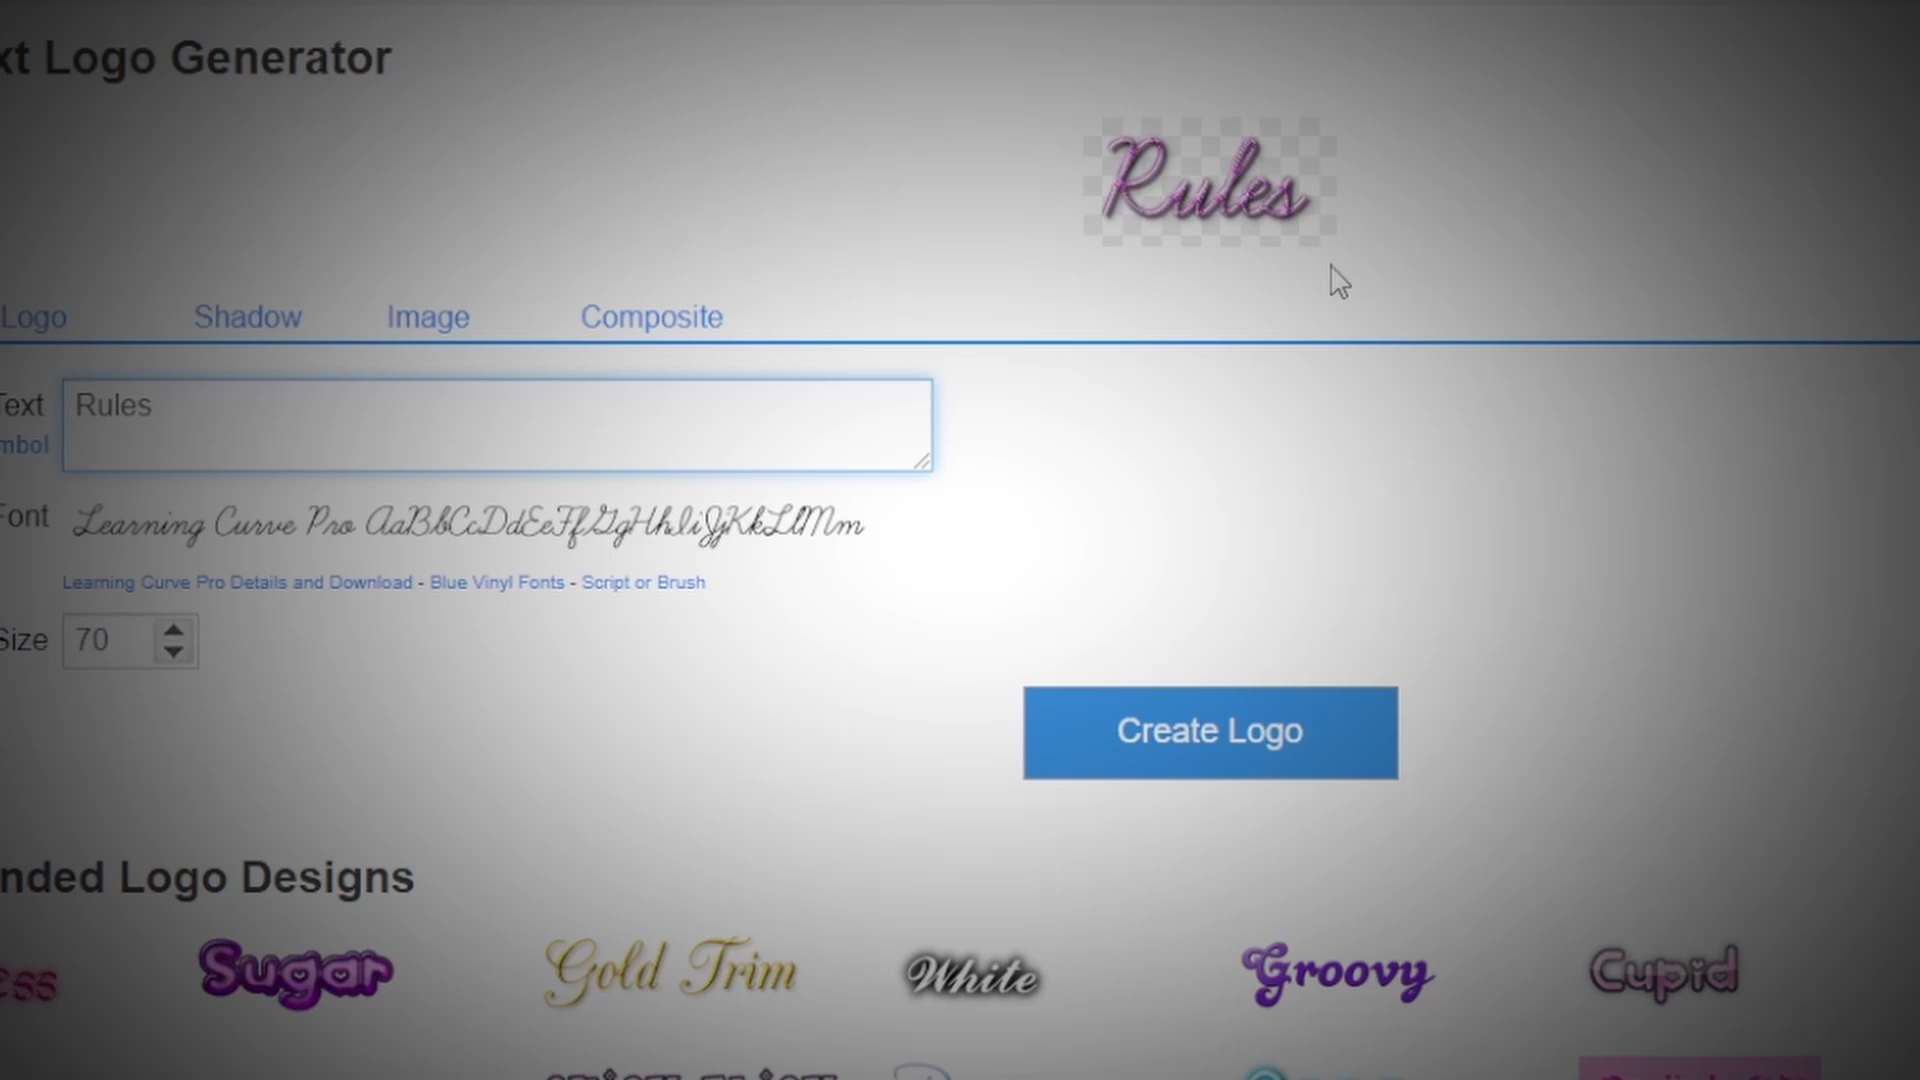 xt Logo Generator
Rules
Logo Shadow Image Composite
Text Rules
mbol
Font Learning Curve Pro AaBbCcDdEeFfGgHhIiJjKkLlMm
Learning Curve Pro Details and Download - Blue Vinyl Fonts - Script or Brush
Size 70
Create Logo
nded Logo Designs
ess Sugar Gold Trim White Groovy Cupid